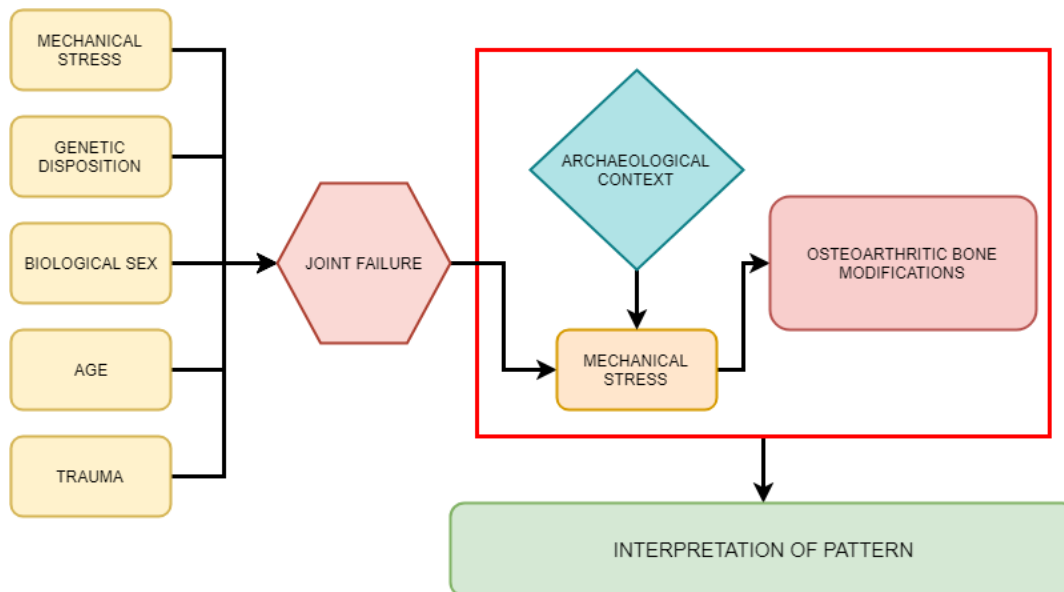 MECHANICAL
STRESS
GENETIC
DISPOSITION
BIOLOGICAL SEX
AGE
TRAUMA
JOINT FAILURE
ARCHAEOLOGICAL
CONTEXT
MECHANICAL
STRESS
OSTEOARTHRITIC BONE
MODIFICATIONS
INTERPRETATION OF PATTERN